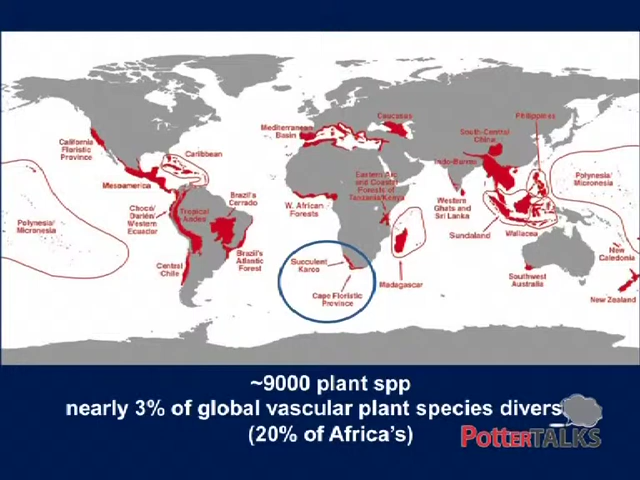 Caucasus
Philippines
Mediterranean
Basin
South-Central
China
California
Floristic
Province
Caribbean
Indo-Burma
Mesoamerica
Eastern Arc
and Coastal
Forests of
Tanzania/Kenya
Polynesia/
Micronesia
Brazil's
Cerrado
W. African
Forests
Western
Ghats and
Sri Lanka
Chocó/
Darién/
Western
Ecuador
Tropical
Andes
Polynesia/
Micronesia
Sundaland
Wallacea
Brazil's
Atlantic
Forest
New
Caledonia
Central
Chile
Succulent
Karoo
Madagascar
Southwest
Australia
Cape Floristic
Province
New Zealand
~9000 plant spp
nearly 3% of global vascular plant species divers
(20% of Africa's)
POTTERTALKS